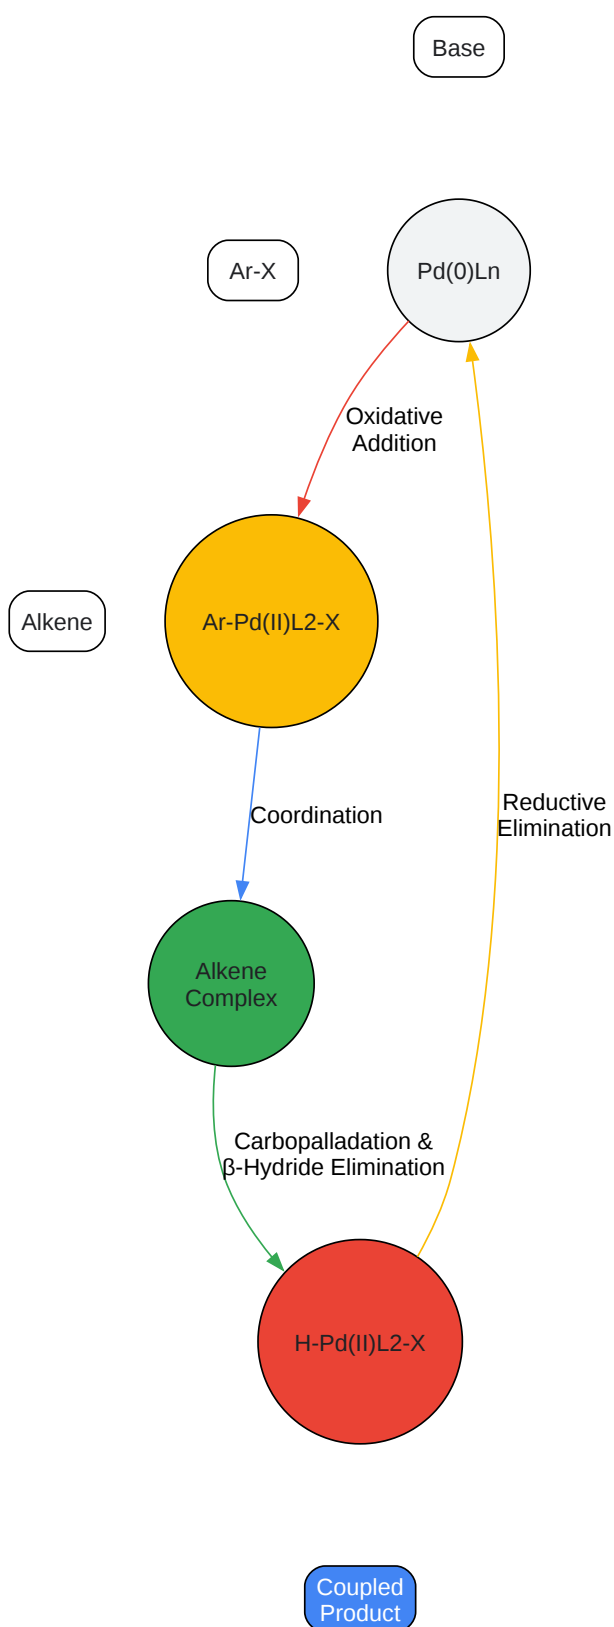 Base
Ar-X
Pd(0)Ln
Oxidative
Addition
Alkene
Ar-Pd(II)L2-X
Coordination
Reductive
Elimination
Alkene
Complex
Carbopalladation &
β-Hydride Elimination
H-Pd(II)L2-X
Coupled
Product